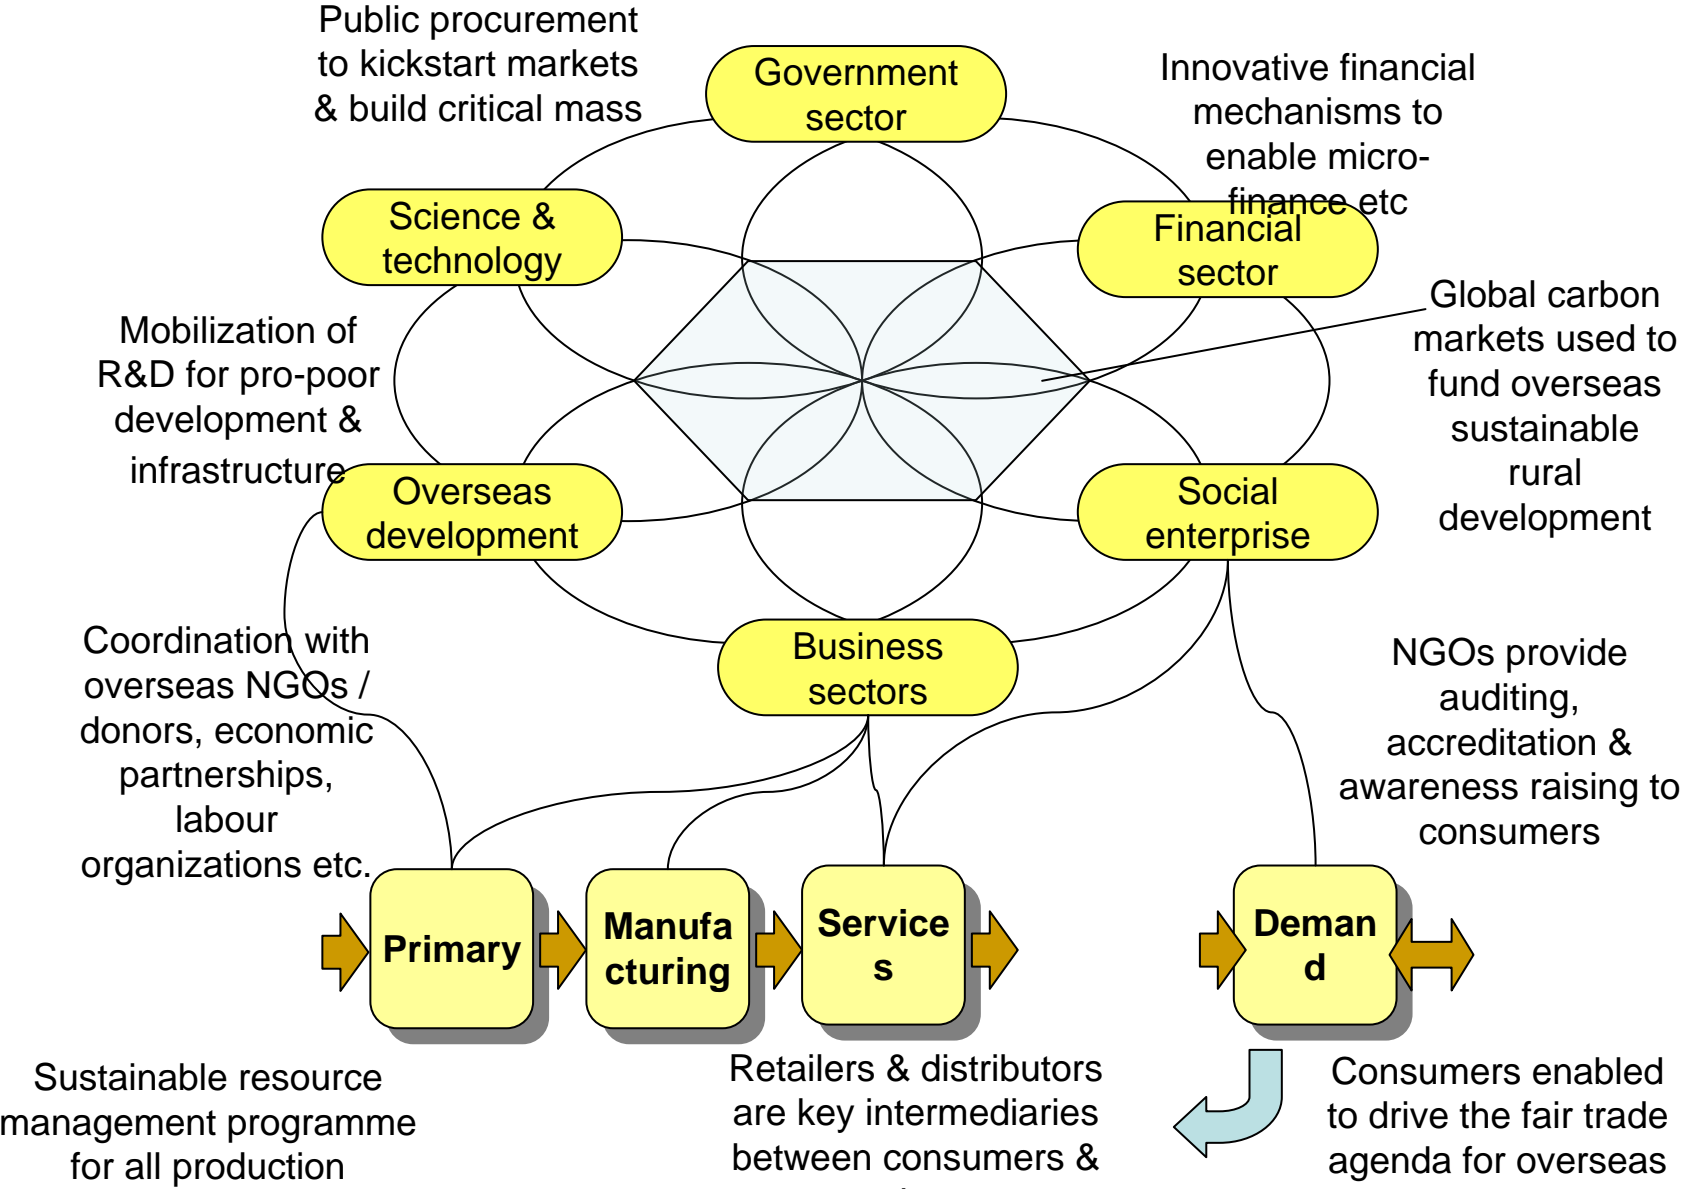 Public procurement
to kickstart markets
& build critical mass
Government
sector
Innovative financial
mechanisms to
enable micro-
finance etc
Science &
technology
Financial
sector
Global carbon
markets used to
fund overseas
sustainable
rural
development
Mobilization of
R&D for pro-poor
development &
infrastructure
Overseas
development
Social
enterprise
Coordination with
overseas NGOs /
donors, economic
partnerships,
labour
organizations etc.
Business
sectors
NGOs provide
auditing,
accreditation &
awareness raising to
consumers
Primary
Manufa
cturing
Service
s
Deman
d
Sustainable resource
management programme
for all production
Retailers & distributors
are key intermediaries
between consumers &
Consumers enabled
to drive the fair trade
agenda for overseas